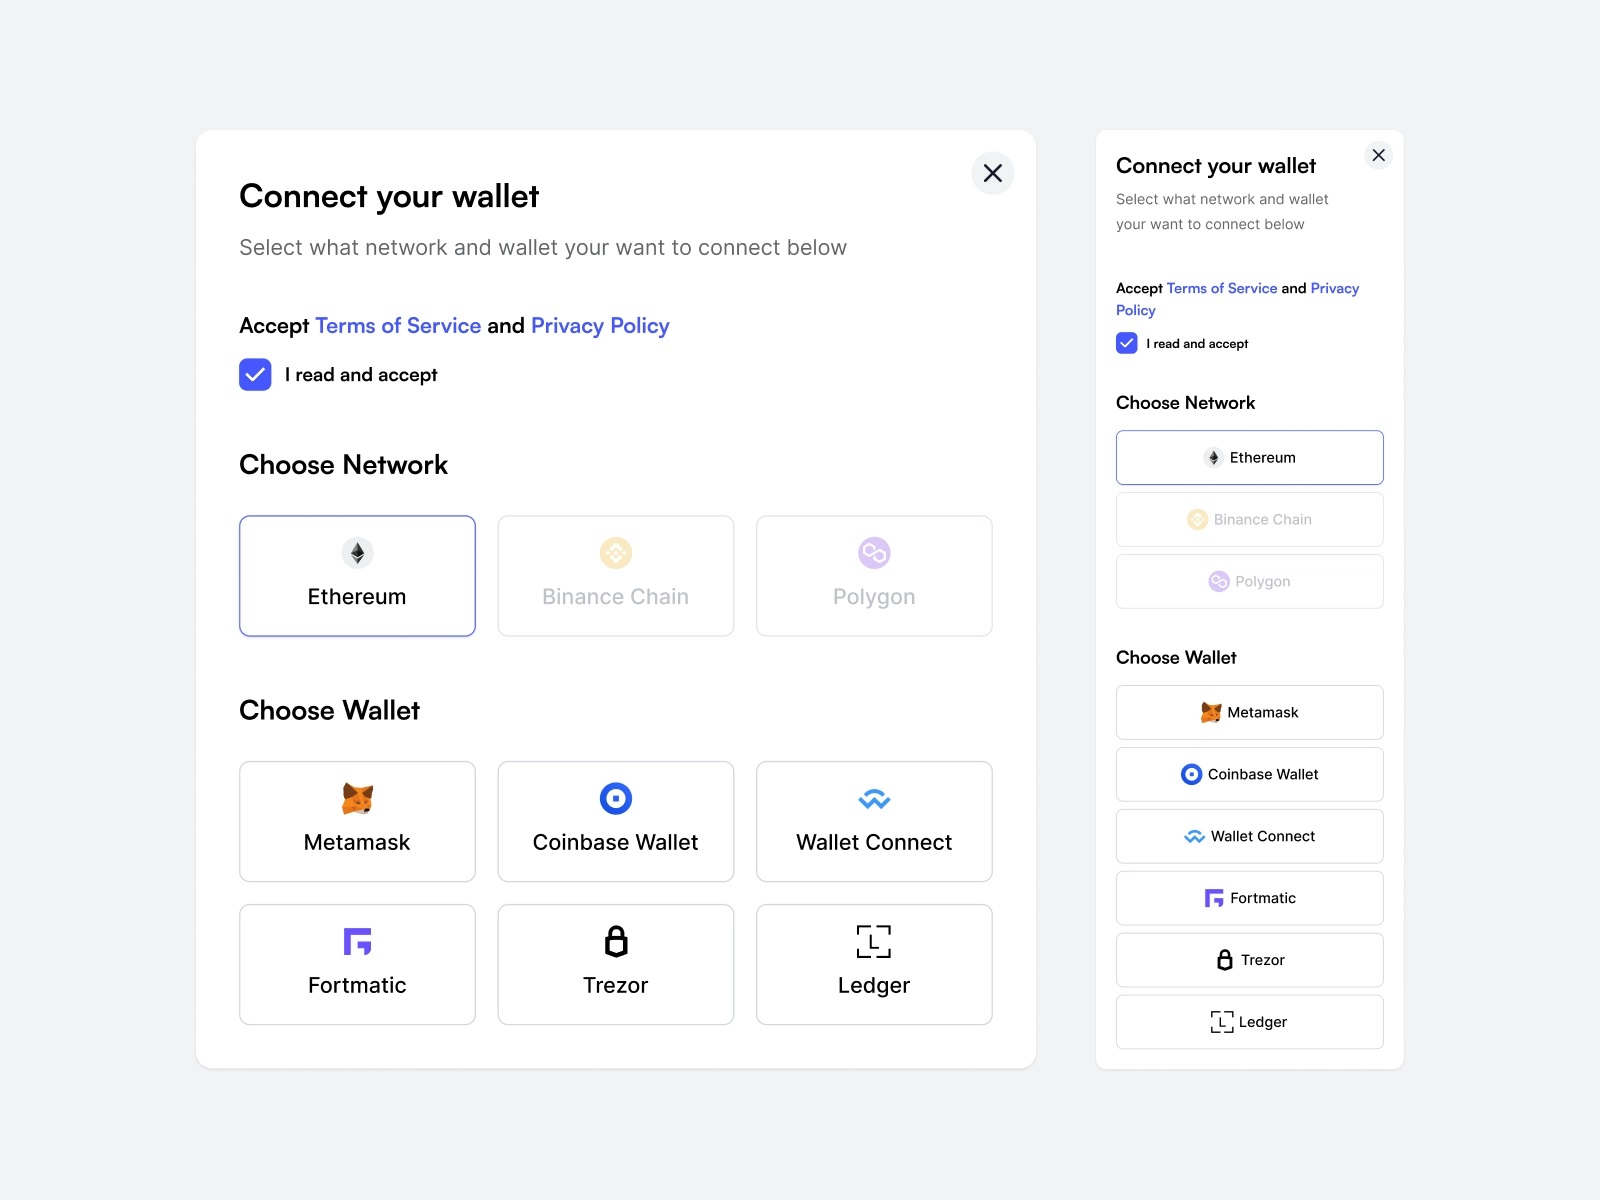 Connect your wallet
Select what network and wallet your want to connect below
Accept Terms of Service and Privacy Policy
I read and accept
Choose Network
Ethereum
Binance Chain
Polygon
Choose Wallet
Metamask
Coinbase Wallet
Wallet Connect
Fortmatic
Trezor
Ledger
Connect your wallet
Select what network and wallet
your want to connect below
Accept Terms of Service and Privacy
Policy
I read and accept
Choose Network
Ethereum
Binance Chain
Polygon
Choose Wallet
Metamask
Coinbase Wallet
Wallet Connect
Fortmatic
Trezor
Ledger